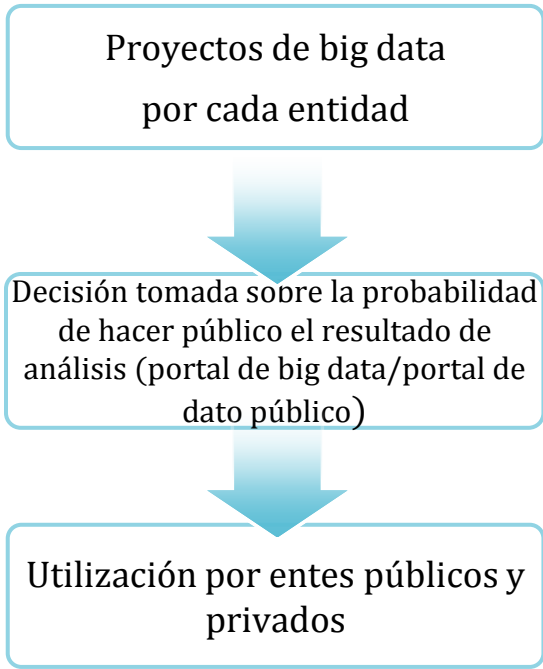 Proyectos de big data
por cada entidad
Decisión tomada sobre la probabilidad
de hacer público el resultado de
análisis (portal de big data/portal de
dato público)
Utilización por entes públicos y
privados